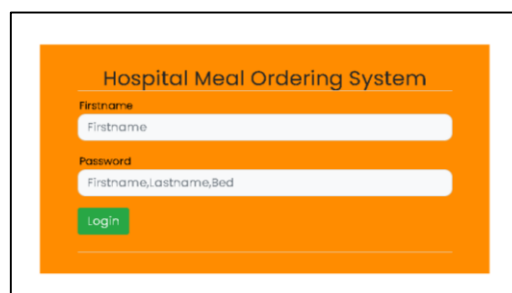 Hospital Meal Ordering System
Firstname
Firstname
Password
Firstname,Lastname,Bed
Login